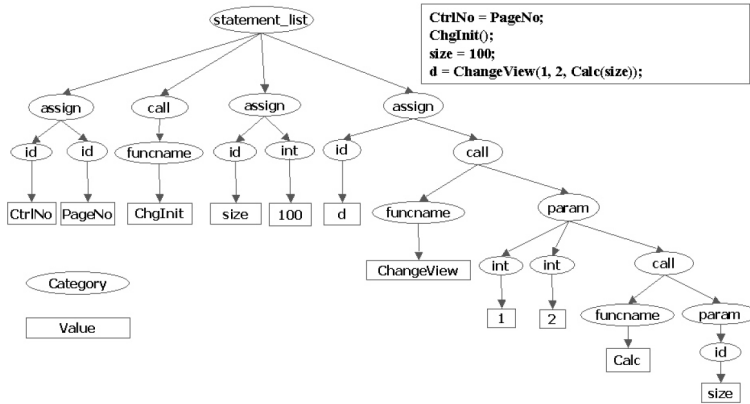 statement_list
CtrlNo = PageNo;
ChgInit();
size = 100;
d = ChangeView(1, 2, Calc(size));
assign call assign assign
id id funcname id int id call
CtrlNo PageNo ChgInit size 100 d funcname param
ChangeView int int call
Category
1 2 funcname param
Value
Calc id
size